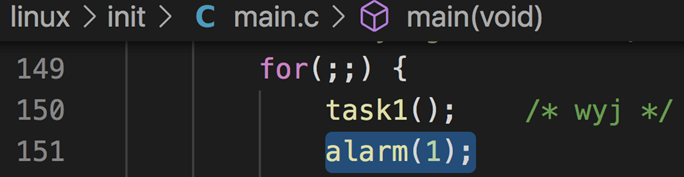 linux > init > C main.c > main(void)
149 for(;;) {
150 task1(); /* wyj */
151 alarm(1);